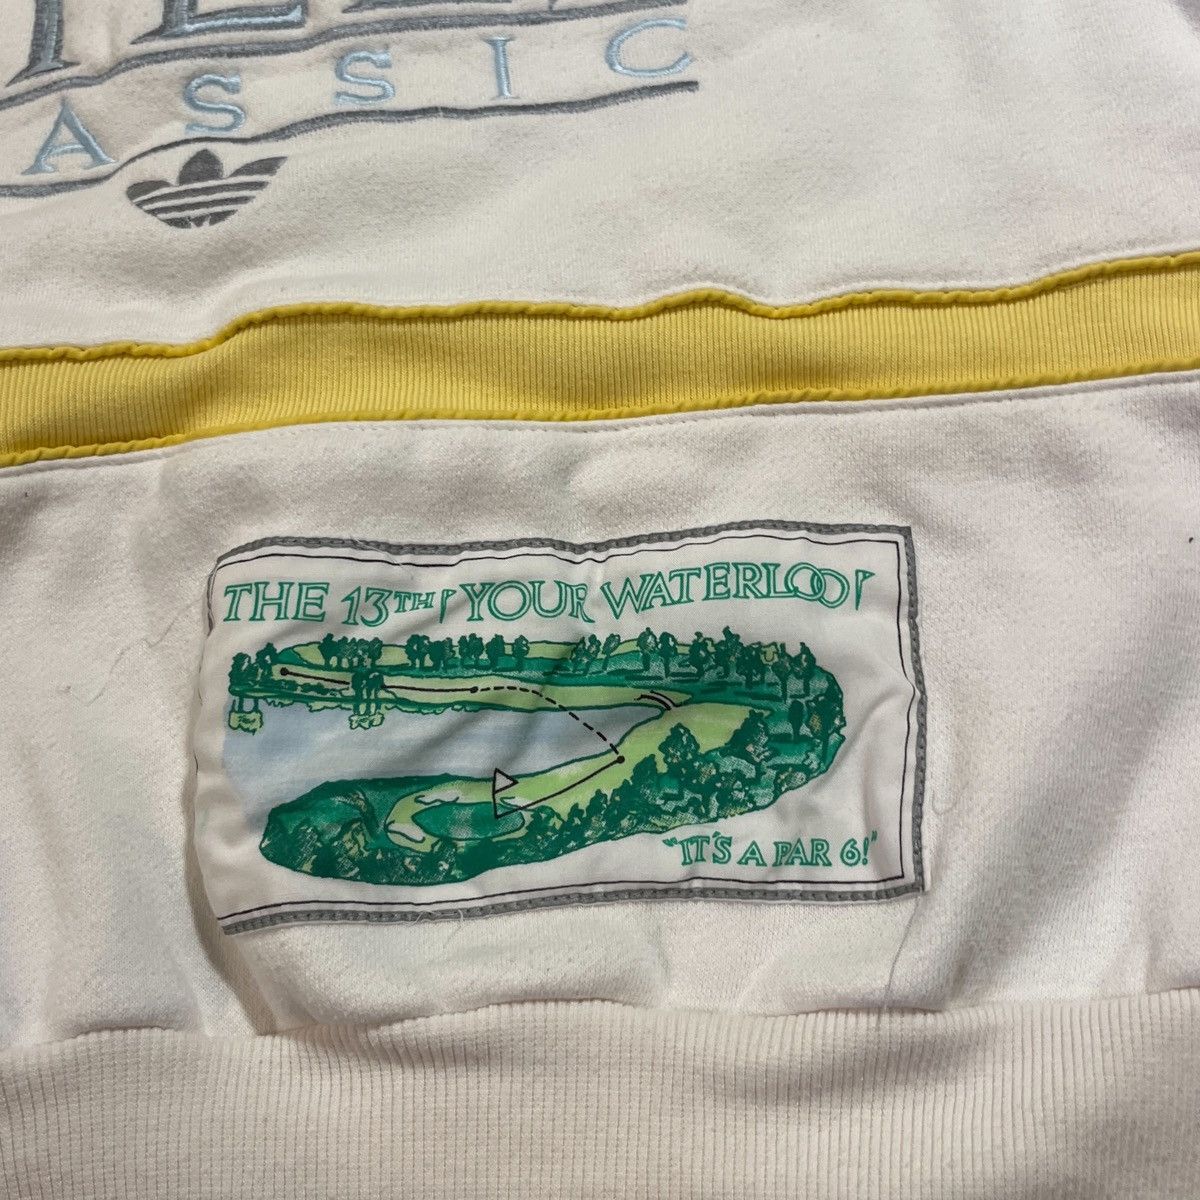 ASSIC
THE 13TH YOUR WATERLOO
"IT'S A PAR 6!"